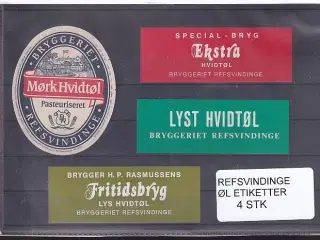 BRYGGERIET
Mørk Hvidtøl
Pasteuriseret
REFSVINDINGE
SPECIAL-BRYG
Ekstra
HVIDTØL
BRYGGERIET REFSVINDINGE
LYST HVIDTØL
BRYGGERIET REFSVINDINGE
BRYGGER H. P. RASMUSSENS
Fritidsbryg
LYS HVIDTØL
BRYGGERIET REFSVINDINGE
REFSVINDINGE
ØL ETIKETTER
4 STK